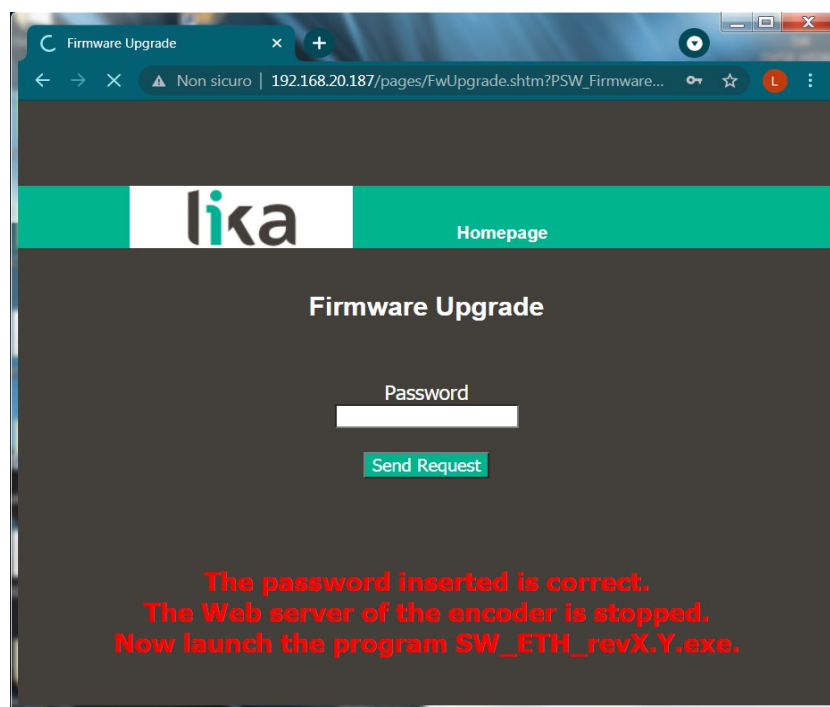 Firmware Upgrade
Non sicuro | 192.168.20.187/pages/FwUpgrade.shtm?PSW_Firmware...
L
lika
Homepage
Firmware Upgrade
Password
Send Request
The password inserted is correct.
The Web server of the encoder is stopped.
Now launch the program SW_ETH_revX.Y.exe.